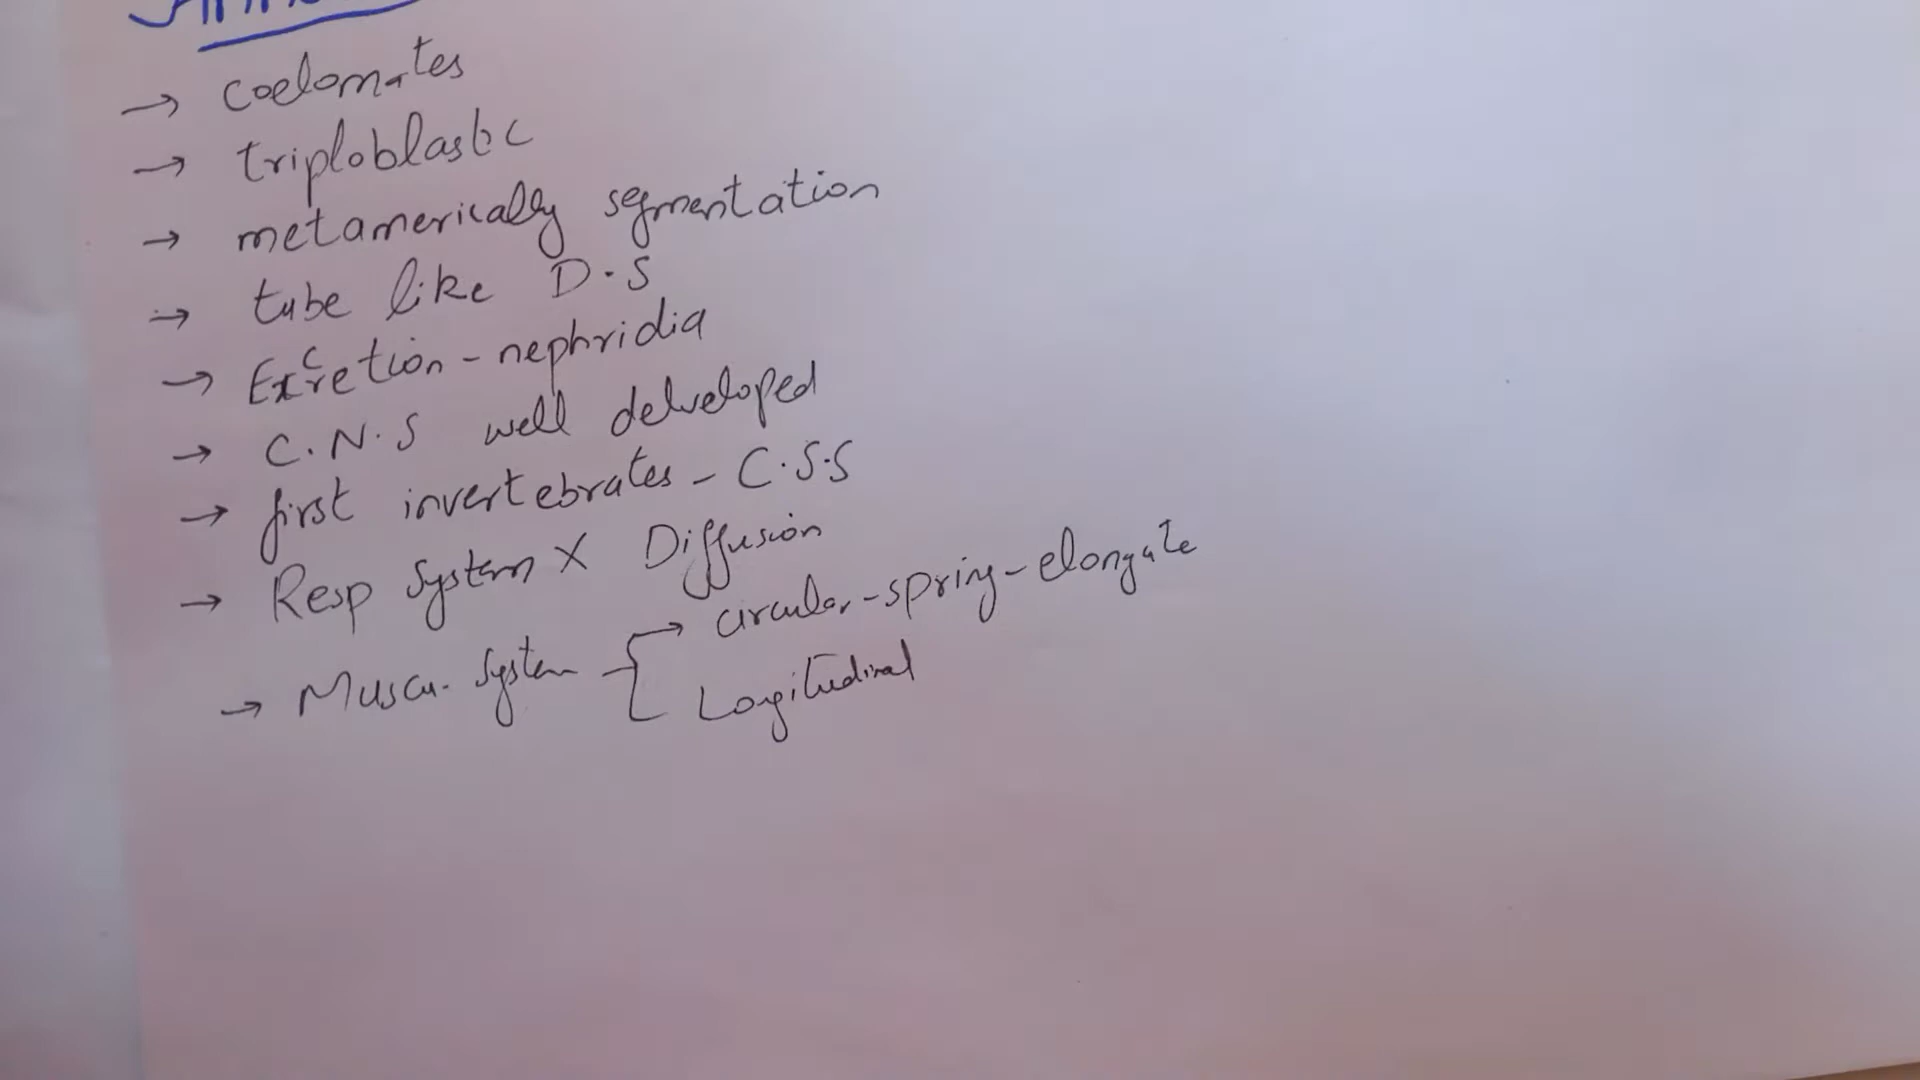 → coelomates
→ triploblastic
→ metamerically segmentation
→ tube like D.S
→ Excretion - nephridia
→ C.N.S well delveloped
→ first invertebrates - C.S.S
→ Resp System X Diffusion
→ Muscu. System → circular - spring - elongate
Longitudinal